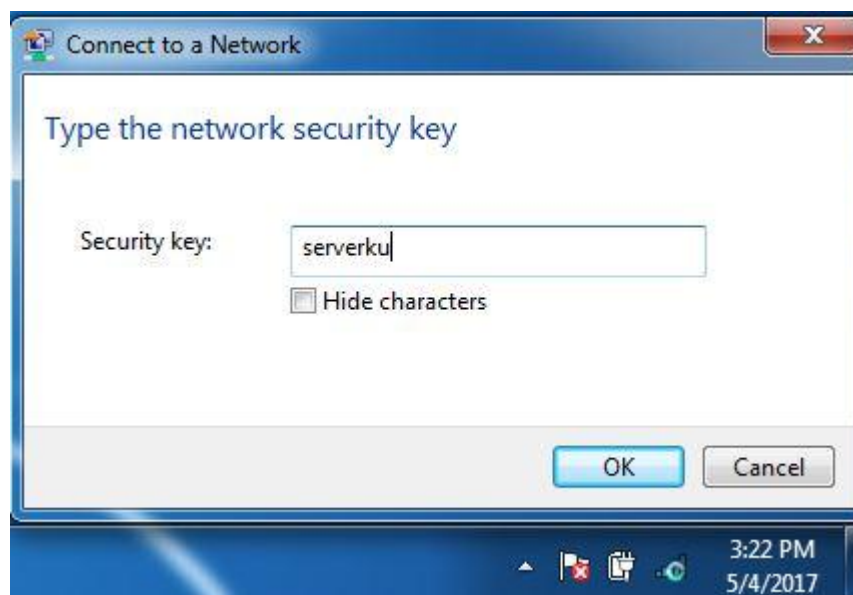 Connect to a Network
Type the network security key
Security key:
serverku
Hide characters
OK
Cancel
3:22 PM
5/4/2017